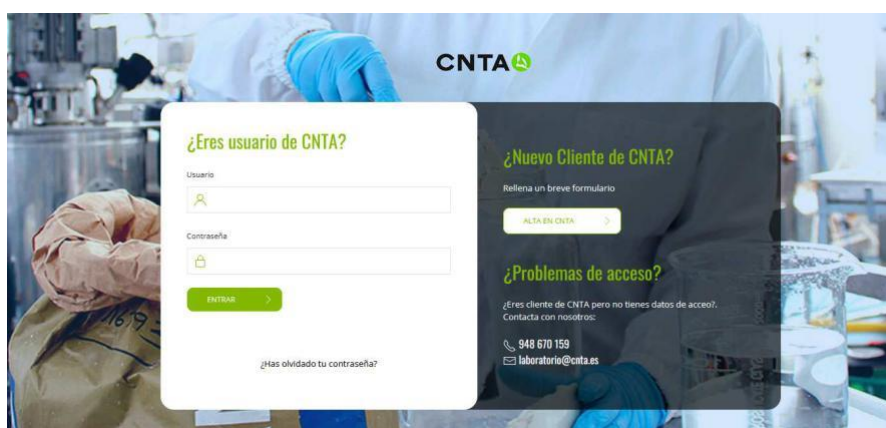 CNTA
¿Eres usuario de CNTA?
Usuario
Contraseña
ENTRAR
¿Has olvidado tu contraseña?
¿Nuevo Cliente de CNTA?
Rellena un breve formulario
ALTA EN CNTA
¿Problemas de acceso?
¿Eres cliente de CNTA pero no tienes datos de acceo?.
Contacta con nosotros:
948 670 159
laboratorio@cnta.es